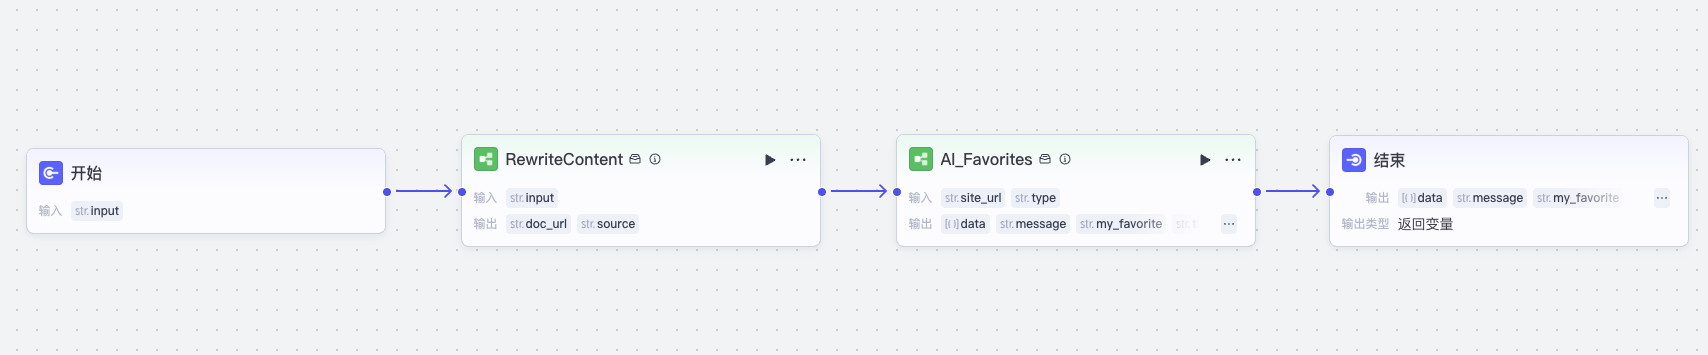 开始
输入 str.input
RewriteContent
输入 str.input
输出 str.doc_url str.source
AI_Favorites
输入 str.site_url str.type
输出 [()]data str.message str.my_favorite ...
结束
输出 [()]data str.message str.my_favorite ...
输出类型 返回变量